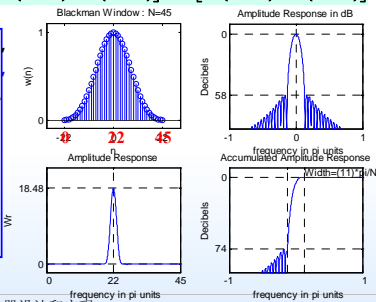 Blackman Window : N=45
Amplitude Response in dB
1
w(n)
0
0 22 45
n
0
Decibels
58
-1 0 1
frequency in pi units
Amplitude Response
18.48
Wr
0
0 22 45
frequency in pi units
Accumulated Amplitude Response
Width=(11)*pi/N
0
Decibels
74
-1 1
frequency in pi units